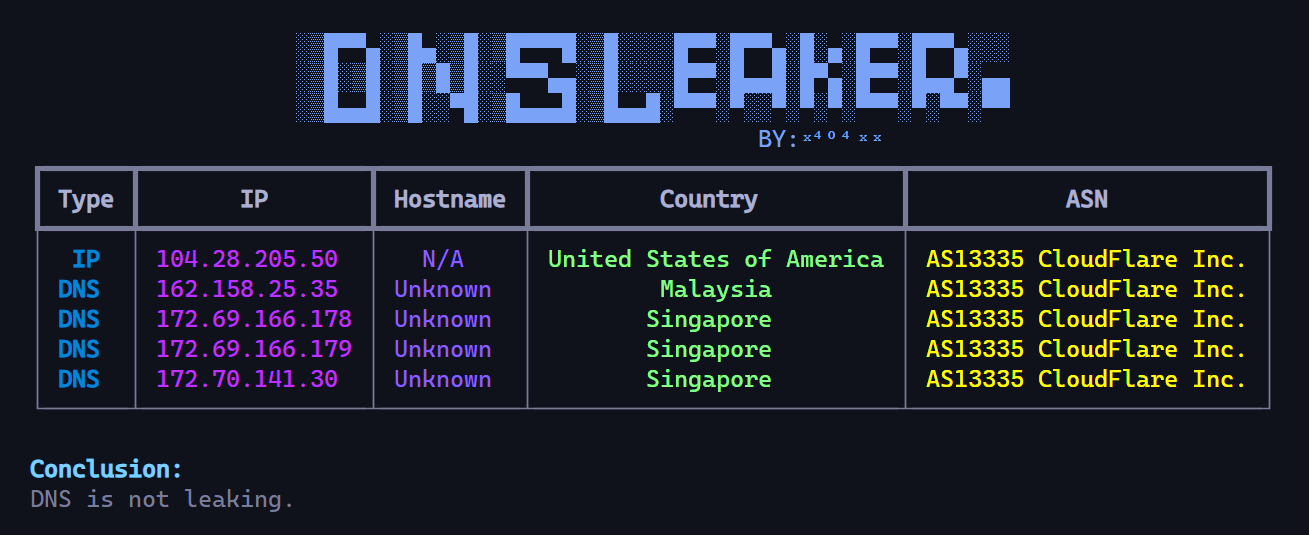 DNSLEAKER.
BY:ˣ⁴⁰⁴ ˣˣ
Type IP Hostname Country ASN
IP 104.28.205.50 N/A United States of America AS13335 CloudFlare Inc.
DNS 162.158.25.35 Unknown Malaysia AS13335 CloudFlare Inc.
DNS 172.69.166.178 Unknown Singapore AS13335 CloudFlare Inc.
DNS 172.69.166.179 Unknown Singapore AS13335 CloudFlare Inc.
DNS 172.70.141.30 Unknown Singapore AS13335 CloudFlare Inc.
Conclusion:
DNS is not leaking.